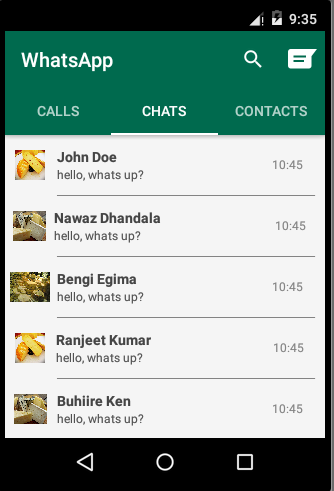 9:35
WhatsApp
CALLS CHATS CONTACTS
John Doe 10:45
hello, whats up?
Nawaz Dhandala 10:45
hello, whats up?
Bengi Egima 10:45
hello, whats up?
Ranjeet Kumar 10:45
hello, whats up?
Buhiire Ken 10:45
hello, whats up?